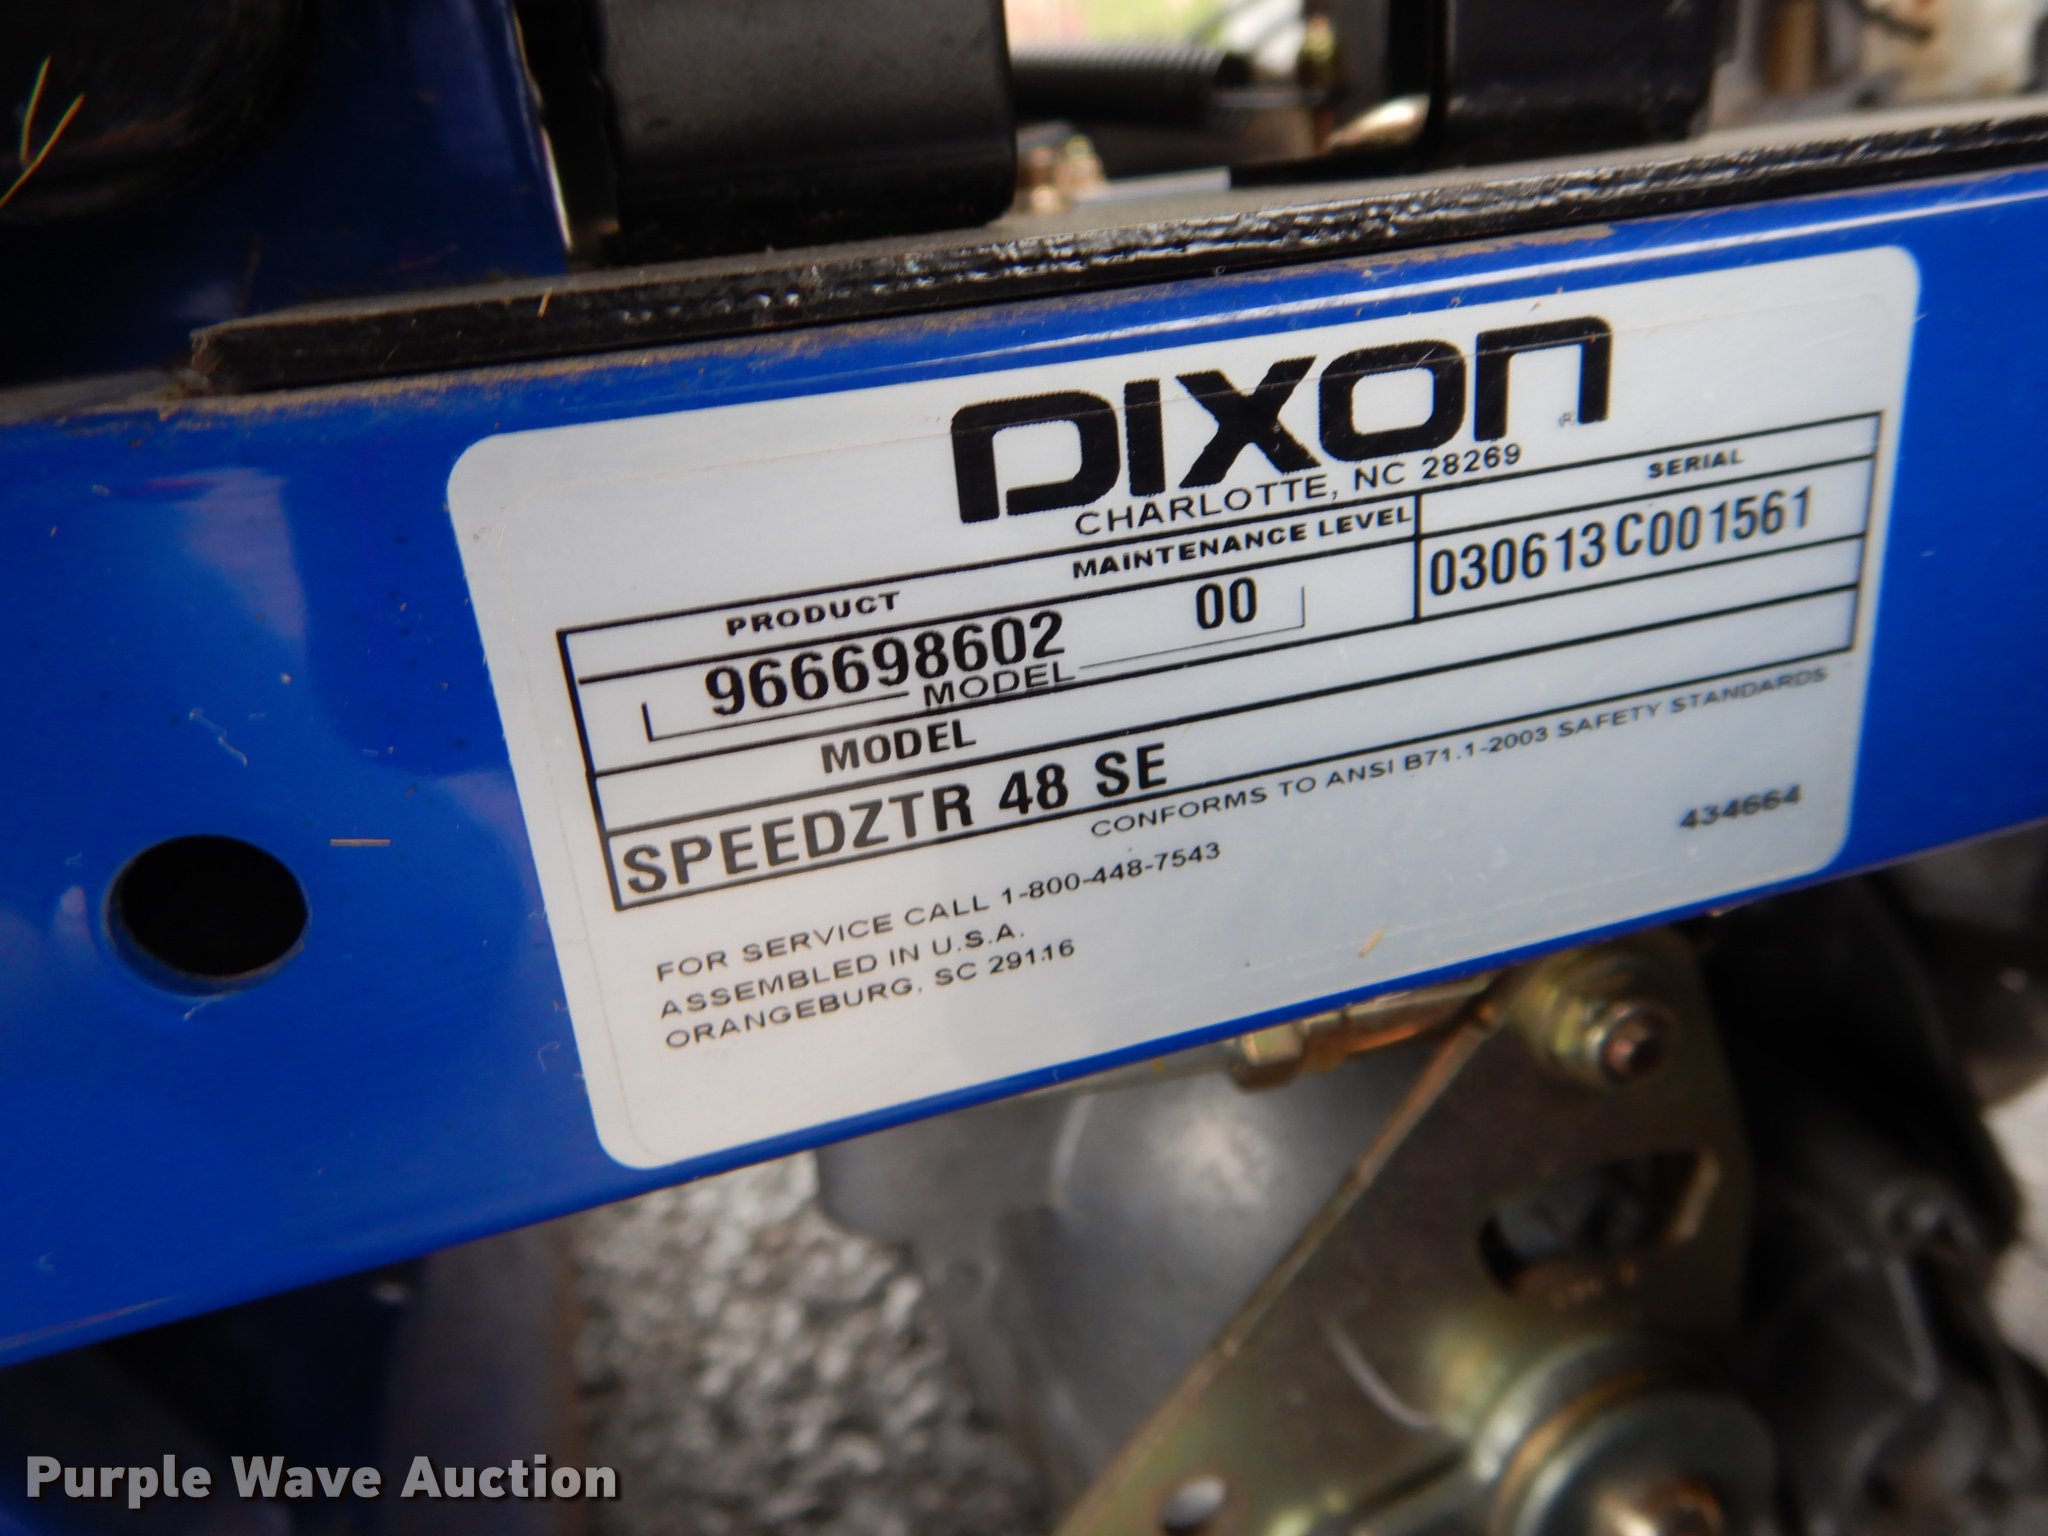 DIXON ®
CHARLOTTE, NC 28269
PRODUCT MAINTENANCE LEVEL SERIAL
966698602 00 030613C001561
MODEL
MODEL
SPEEDZTR 48 SE
CONFORMS TO ANSI B71.1-2003 SAFETY STANDARDS
434664
FOR SERVICE CALL 1-800-448-7543
ASSEMBLED IN U.S.A.
ORANGEBURG, SC 29116
Purple Wave Auction